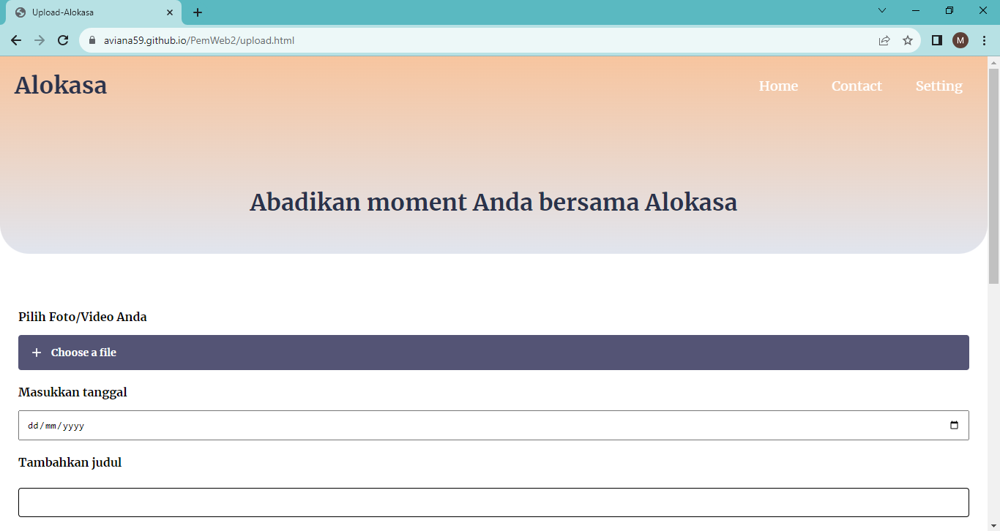 Upload-Alokasa
aviana59.github.io/PemWeb2/upload.html
M
Alokasa
Home Contact Setting
Abadikan moment Anda bersama Alokasa
Pilih Foto/Video Anda
+ Choose a file
Masukkan tanggal
dd/mm/yyyy
Tambahkan judul